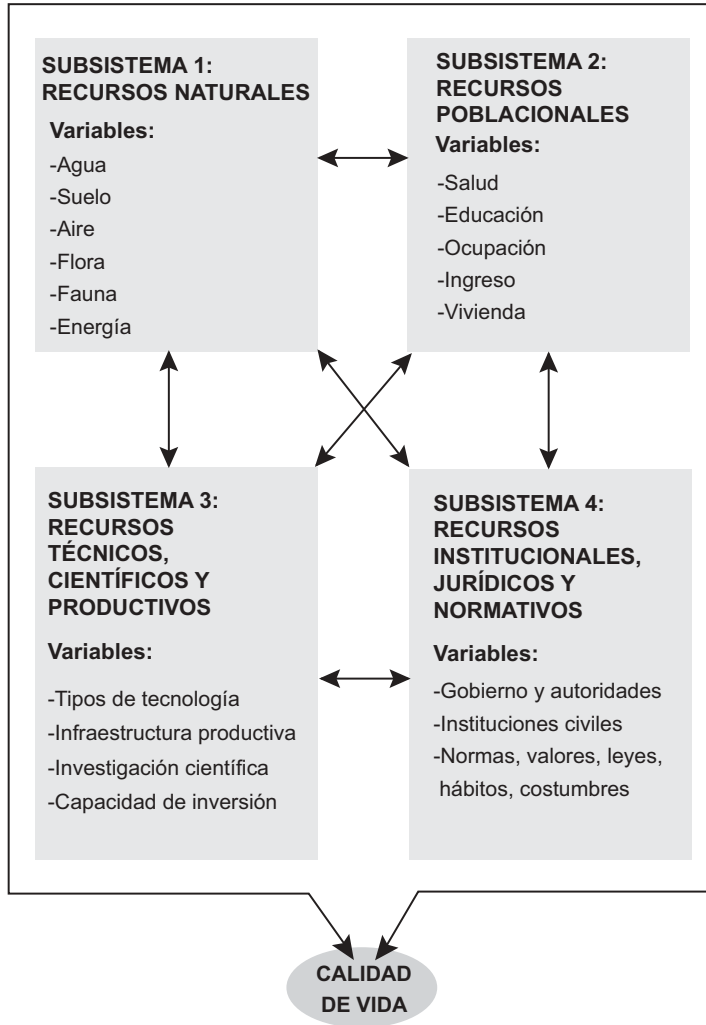 SUBSISTEMA 1:
RECURSOS NATURALES
Variables:
-Agua
-Suelo
-Aire
-Flora
-Fauna
-Energía
SUBSISTEMA 2:
RECURSOS
POBLACIONALES
Variables:
-Salud
-Educación
-Ocupación
-Ingreso
-Vivienda
SUBSISTEMA 3:
RECURSOS
TÉCNICOS,
CIENTÍFICOS Y
PRODUCTIVOS
Variables:
-Tipos de tecnología
-Infraestructura productiva
-Investigación científica
-Capacidad de inversión
SUBSISTEMA 4:
RECURSOS
INSTITUCIONALES,
JURÍDICOS Y
NORMATIVOS
Variables:
-Gobierno y autoridades
-Instituciones civiles
-Normas, valores, leyes,
hábitos, costumbres
CALIDAD
DE VIDA